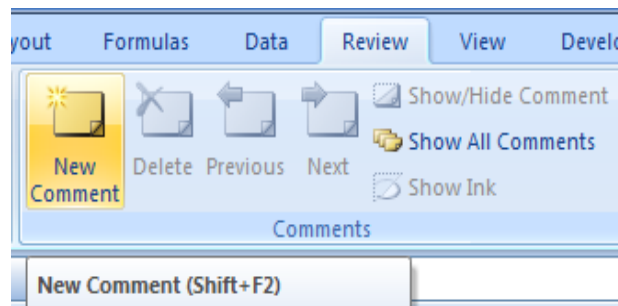 yout Formulas Data Review View Develo
Show/Hide Comment
Show All Comments
New Comment Delete Previous Next
Show Ink
Comments
New Comment (Shift+F2)